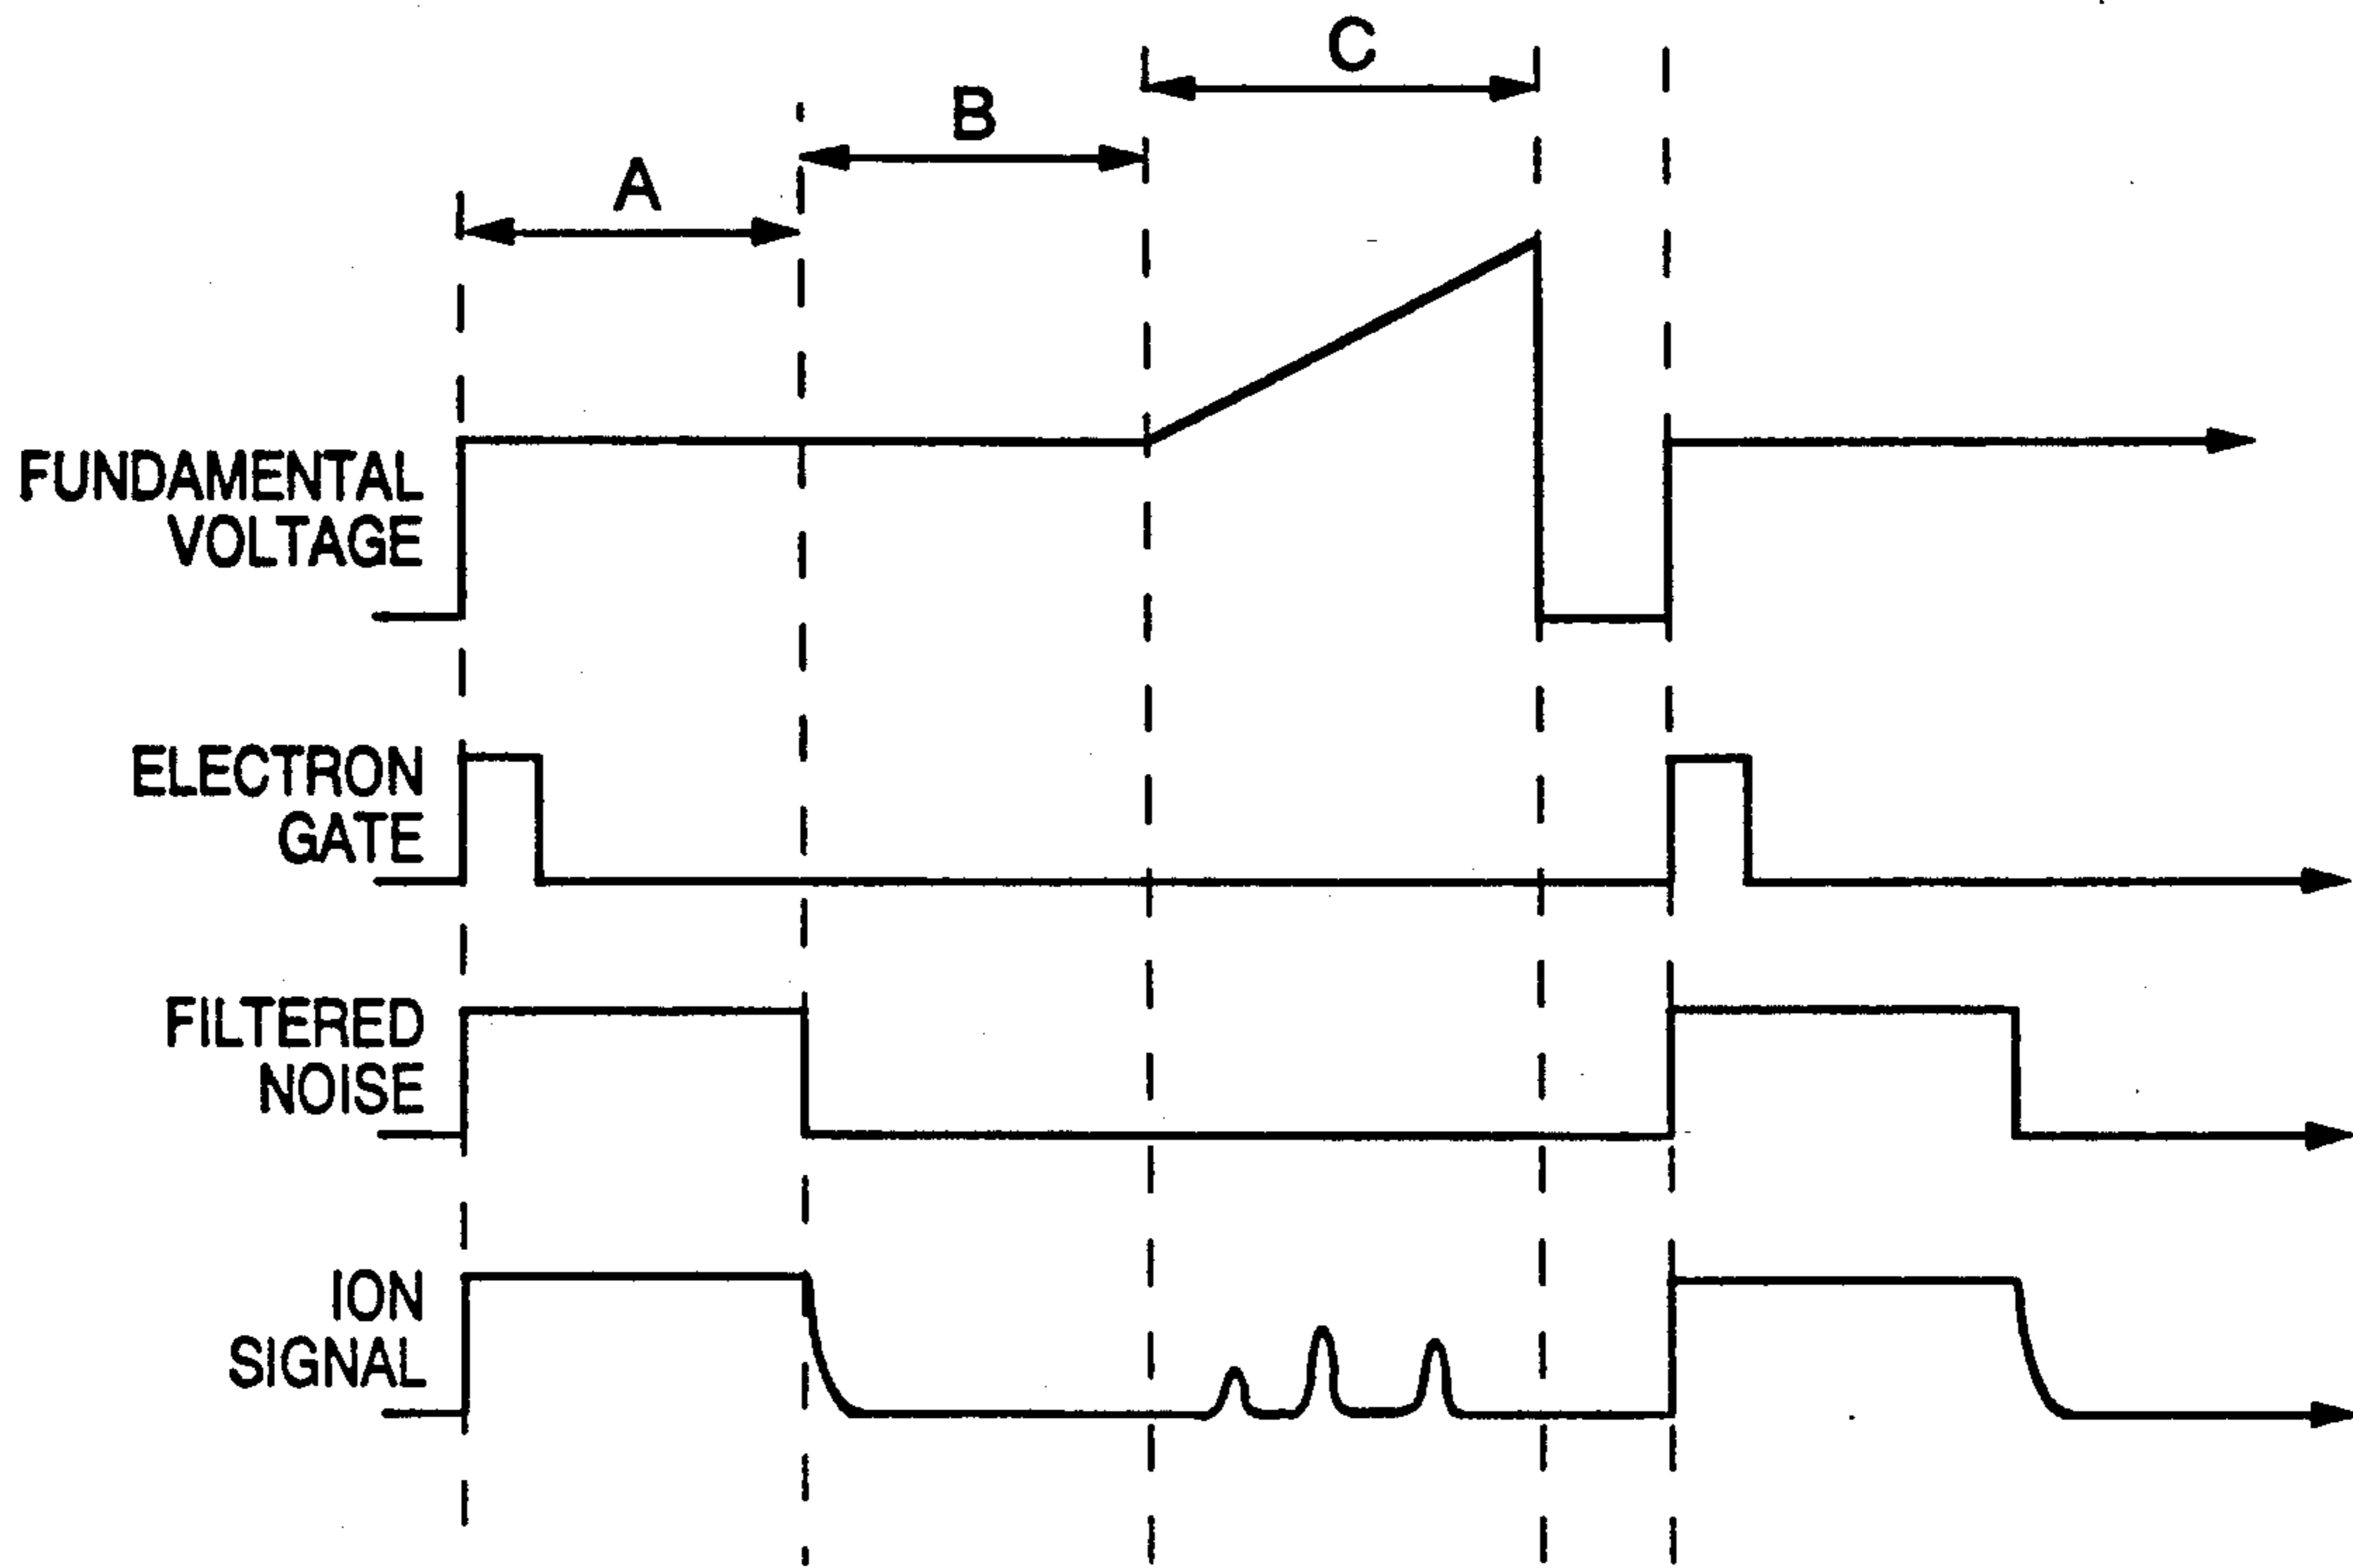 C
B
A
FUNDAMENTAL
VOLTAGE
ELECTRON
GATE
FILTERED
NOISE
ION
SIGNAL